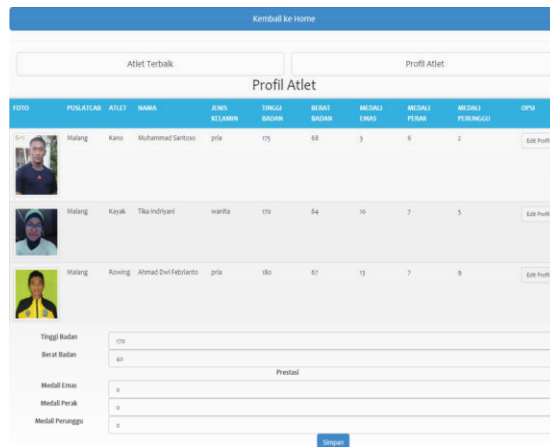 Kembali ke Home
Atlet Terbaik Profil Atlet
Profil Atlet
FOTO PUSLATCAB ATLET NAMA JENIS KELAMIN TINGGI BADAN BERAT BADAN MEDALI EMAS MEDALI PERAK MEDALI PERUNGGU OPSI
Malang Kano Muhammad Santoso pria 175 68 3 6 2 Edit Profil
Malang Kayak Tika Indriyani wanita 170 64 10 7 5 Edit Profil
Malang Rowing Ahmad Dwi Febrianto pria 180 67 13 7 9 Edit Profil
Tinggi Badan 170
Berat Badan 60
Prestasi
Medali Emas 0
Medali Perak 0
Medali Perunggu 0
Simpan